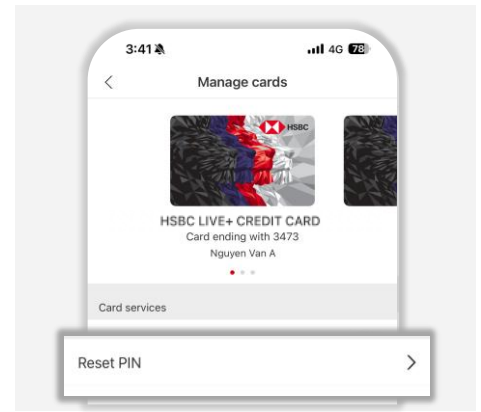 3:41 4G 78
Manage cards
HSBC
HSBC LIVE+ CREDIT CARD
Card ending with 3473
Nguyen Van A
Card services
Reset PIN